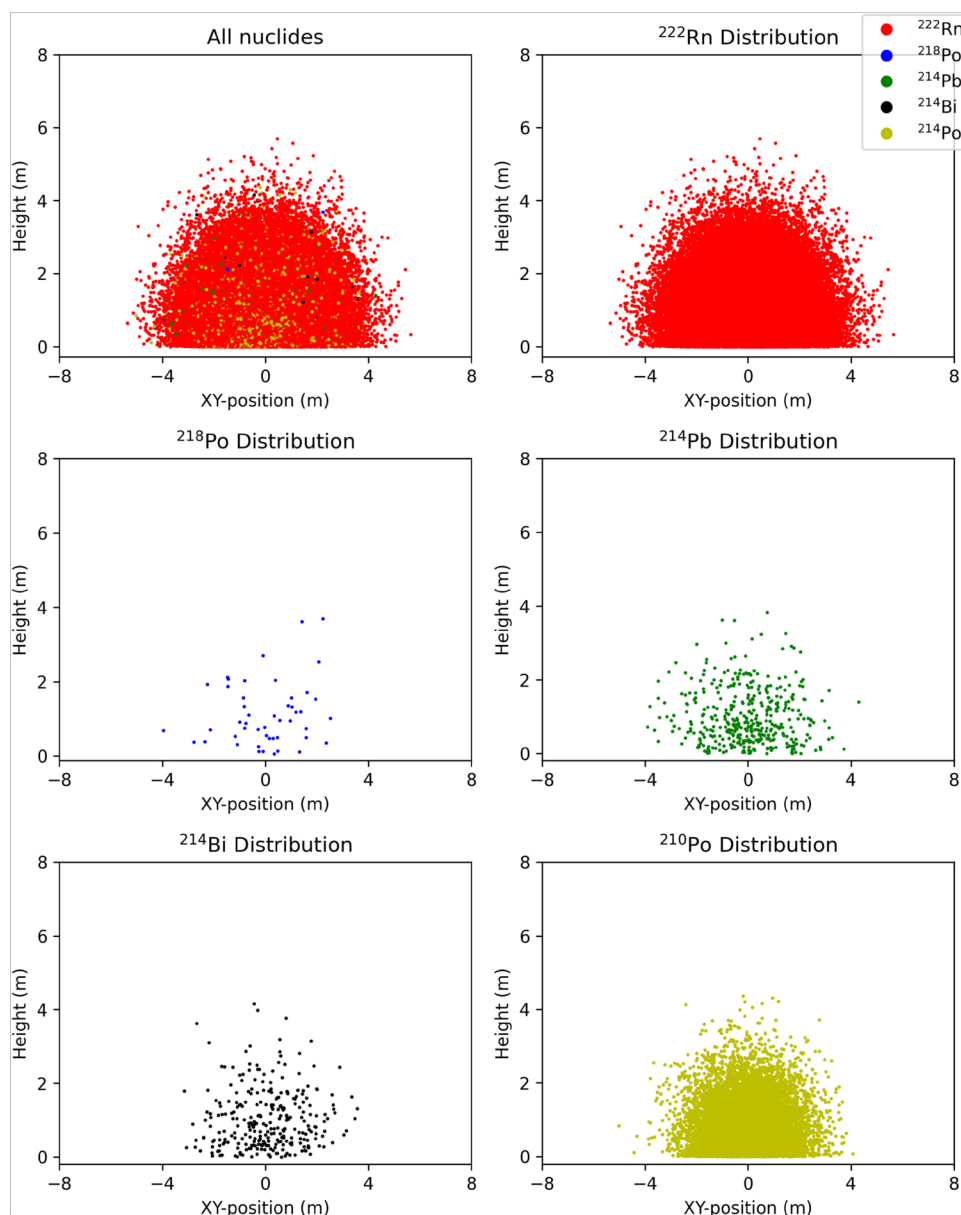 All nuclides
8
6
4
2
0
Height (m)
−8 −4 0 4 8
XY-position (m)
²²²Rn Distribution
8
6
4
2
0
Height (m)
−8 −4 0 4 8
XY-position (m)
²²²Rn
²¹⁸Po
²¹⁴Pb
²¹⁴Bi
²¹⁴Po
²¹⁸Po Distribution
8
6
4
2
0
Height (m)
−8 −4 0 4 8
XY-position (m)
²¹⁴Pb Distribution
8
6
4
2
0
Height (m)
−8 −4 0 4 8
XY-position (m)
²¹⁴Bi Distribution
8
6
4
2
0
Height (m)
−8 −4 0 4 8
XY-position (m)
²¹⁰Po Distribution
8
6
4
2
0
Height (m)
−8 −4 0 4 8
XY-position (m)